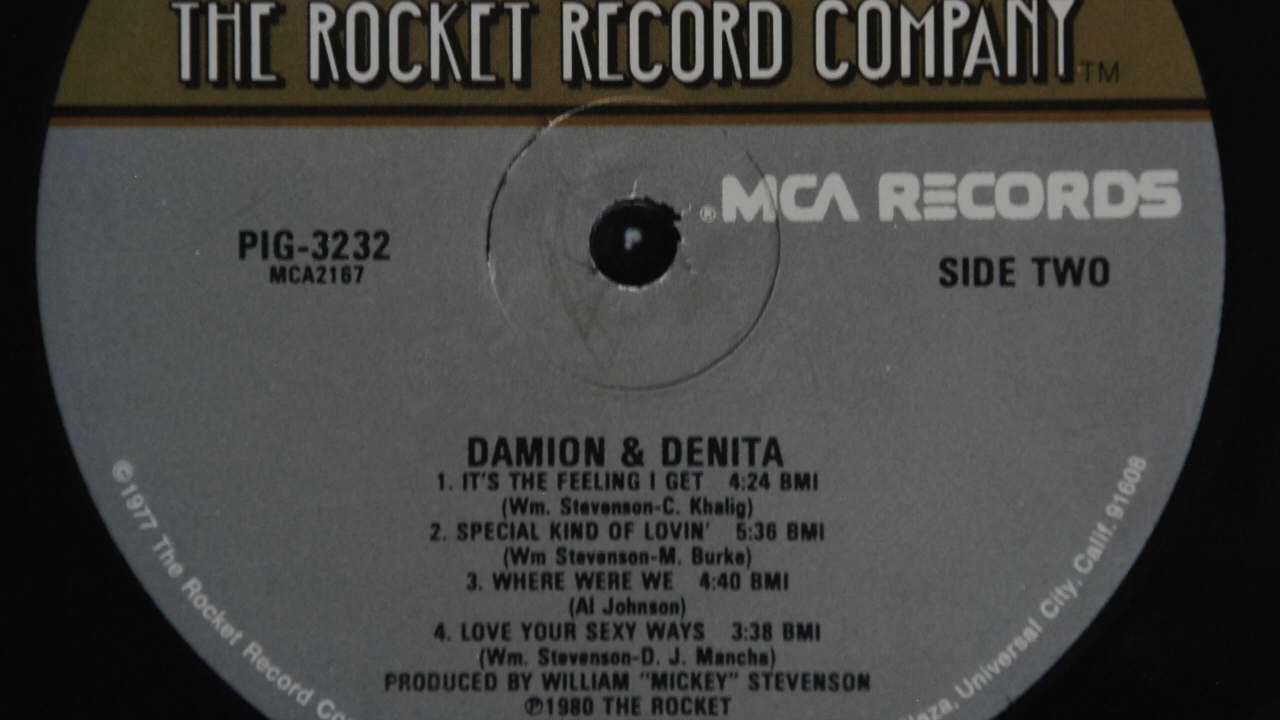 THE ROCKET RECORD COMPANY TM
® MCA RECORDS
PIG-3232
MCA2167
SIDE TWO
DAMION & DENITA
1. IT'S THE FEELING I GET 4:24 BMI
(Wm. Stevenson-C. Khalig)
2. SPECIAL KIND OF LOVIN' 5:36 BMI
(Wm Stevenson-M. Burke)
3. WHERE WERE WE 4:40 BMI
(Al Johnson)
4. LOVE YOUR SEXY WAYS 3:38 BMI
(Wm. Stevenson-D. J. Mancha)
PRODUCED BY WILLIAM "MICKEY" STEVENSON
℗1980 THE ROCKET
©1977 The Rocket Record Co
laza, Universal City, Calif. 91608